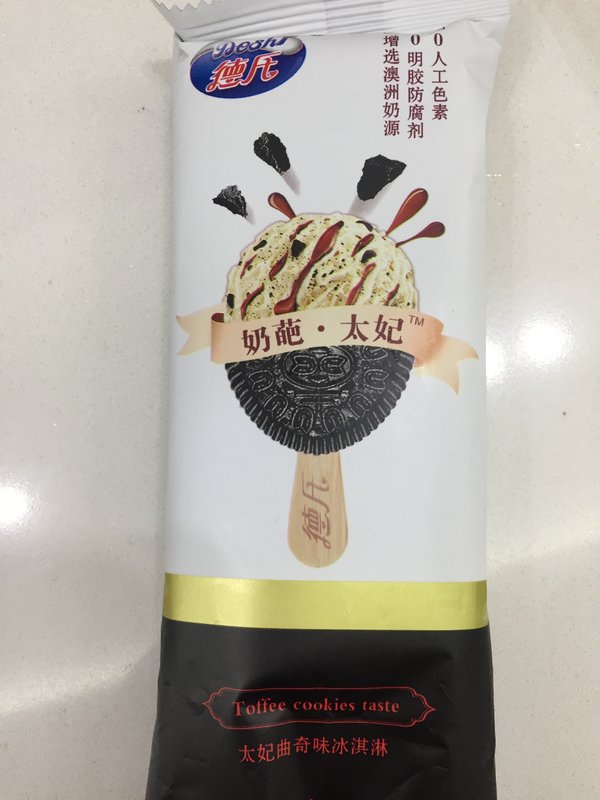 Deshi
德氏
0人工色素
0明胶防腐剂
增选澳洲奶源
奶葩·太妃™
德氏
Toffee cookies taste
太妃曲奇味冰淇淋